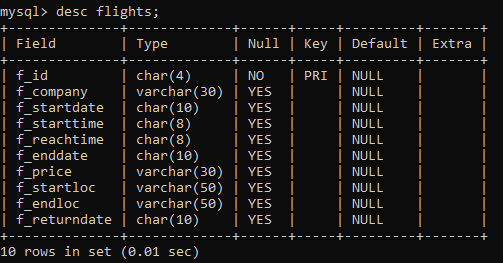 mysql> desc flights;
+--------------+-------------+------+-----+---------+-------+
| Field        | Type        | Null | Key | Default | Extra |
+--------------+-------------+------+-----+---------+-------+
| f_id         | char(4)     | NO   | PRI | NULL    |       |
| f_company    | varchar(30) | YES  |     | NULL    |       |
| f_startdate  | char(10)    | YES  |     | NULL    |       |
| f_starttime  | char(8)     | YES  |     | NULL    |       |
| f_reachtime  | char(8)     | YES  |     | NULL    |       |
| f_enddate    | char(10)    | YES  |     | NULL    |       |
| f_price      | varchar(30) | YES  |     | NULL    |       |
| f_startloc   | varchar(50) | YES  |     | NULL    |       |
| f_endloc     | varchar(50) | YES  |     | NULL    |       |
| f_returndate | char(10)    | YES  |     | NULL    |       |
+--------------+-------------+------+-----+---------+-------+
10 rows in set (0.01 sec)